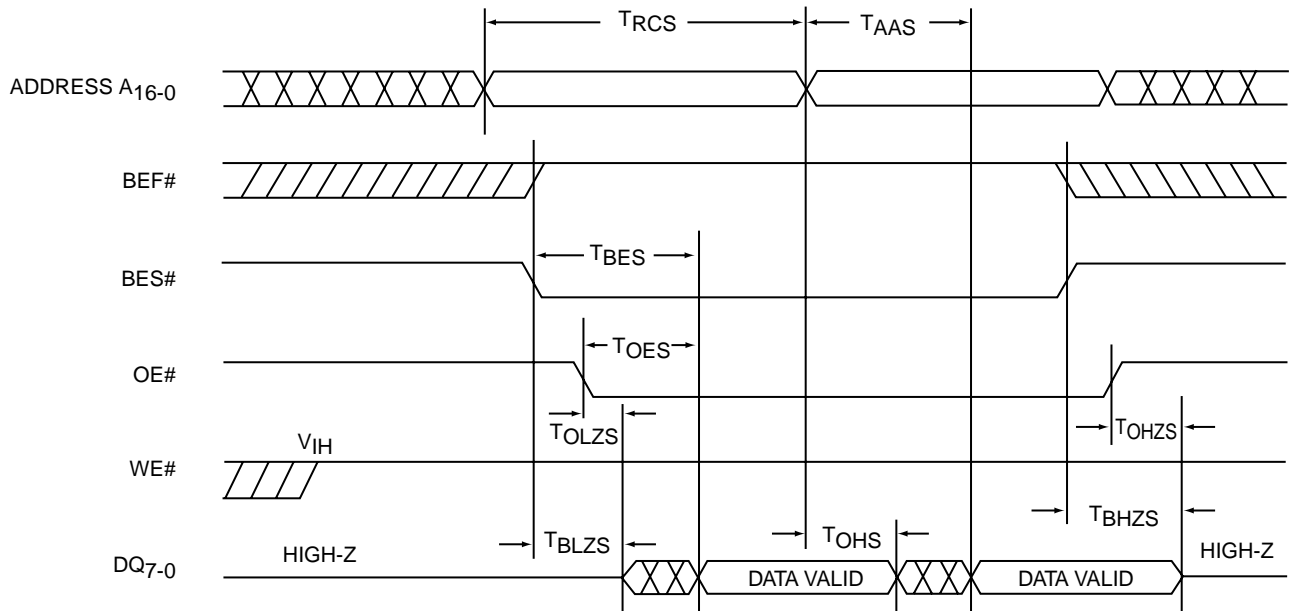 TRCS
TAAS
ADDRESS A16-0
BEF#
TBES
BES#
TOES
OE#
TOLZS
TOHZS
VIH
WE#
TBLZS
TOHS
TBHZS
HIGH-Z
HIGH-Z
DQ7-0
DATA VALID
DATA VALID